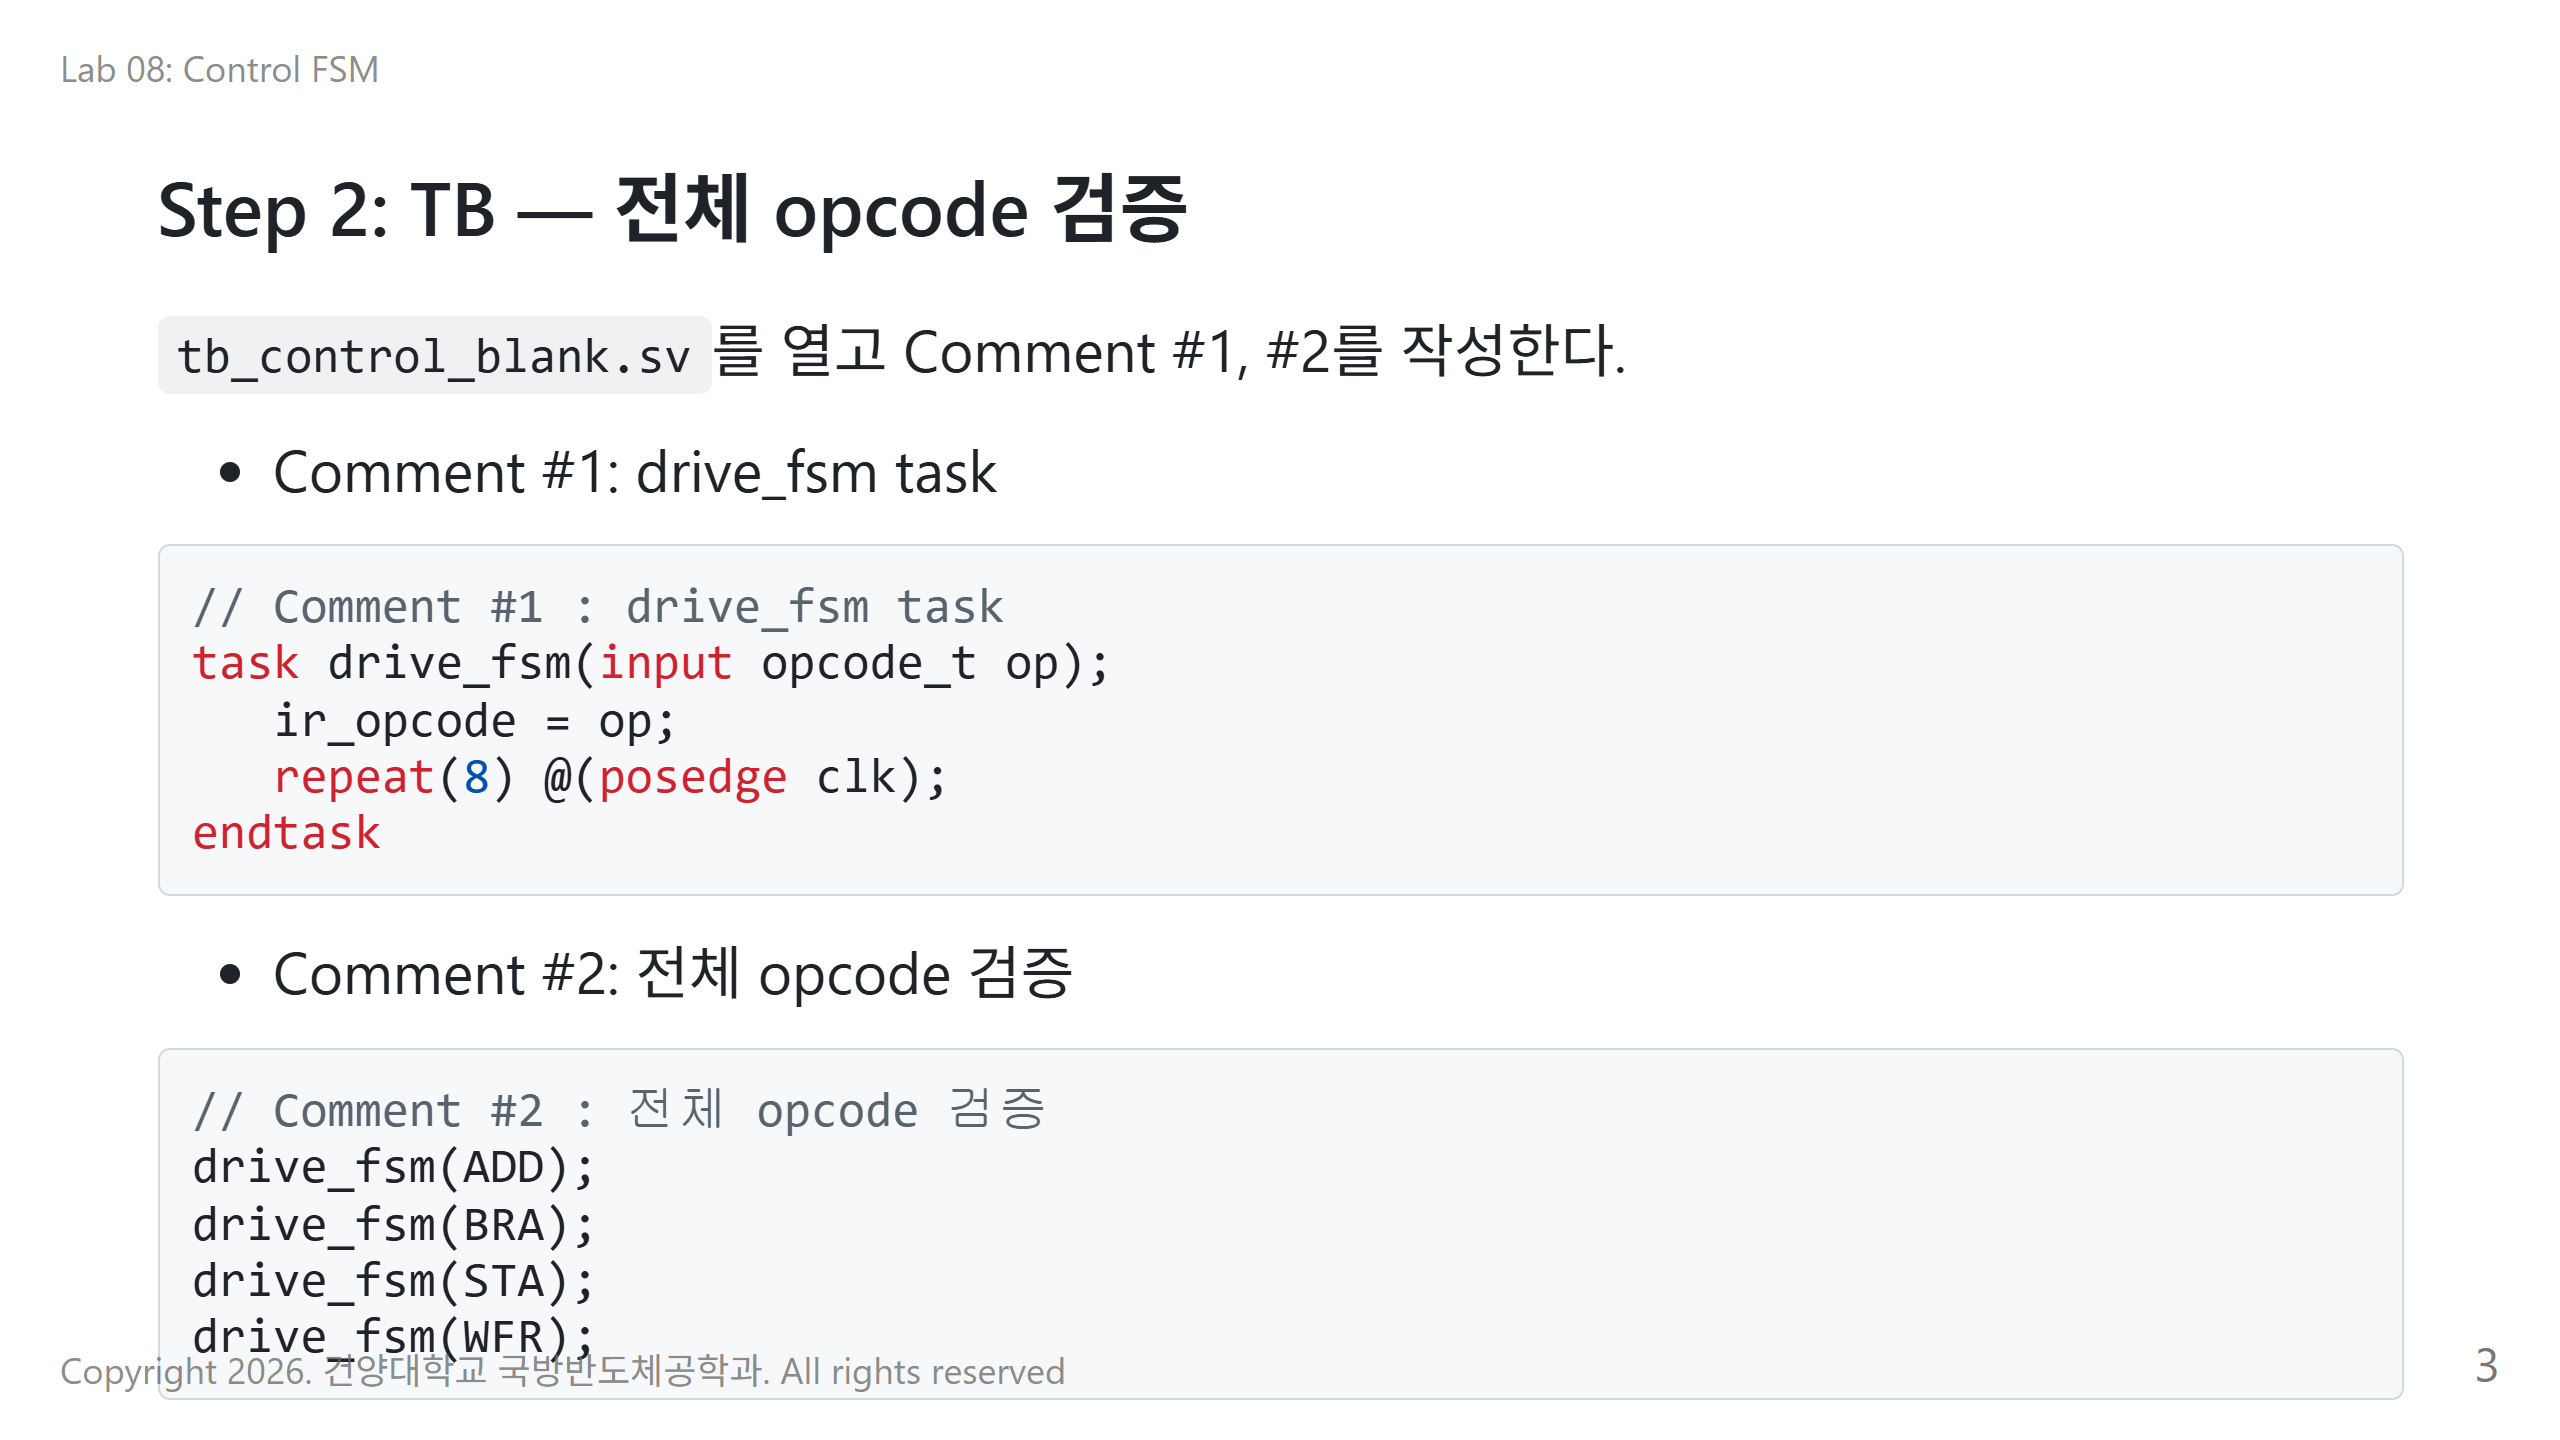 Lab 08: Control FSM
Step 2: TB — 전체 opcode 검증
tb_control_blank.sv를 열고 Comment #1, #2를 작성한다.
• Comment #1: drive_fsm task
// Comment #1 : drive_fsm task
task drive_fsm(input opcode_t op);
   ir_opcode = op;
   repeat(8) @(posedge clk);
endtask
• Comment #2: 전체 opcode 검증
// Comment #2 : 전체 opcode 검증
drive_fsm(ADD);
drive_fsm(BRA);
drive_fsm(STA);
drive_fsm(WFR);
Copyright 2026. 건양대학교 국방반도체공학과. All rights reserved
3